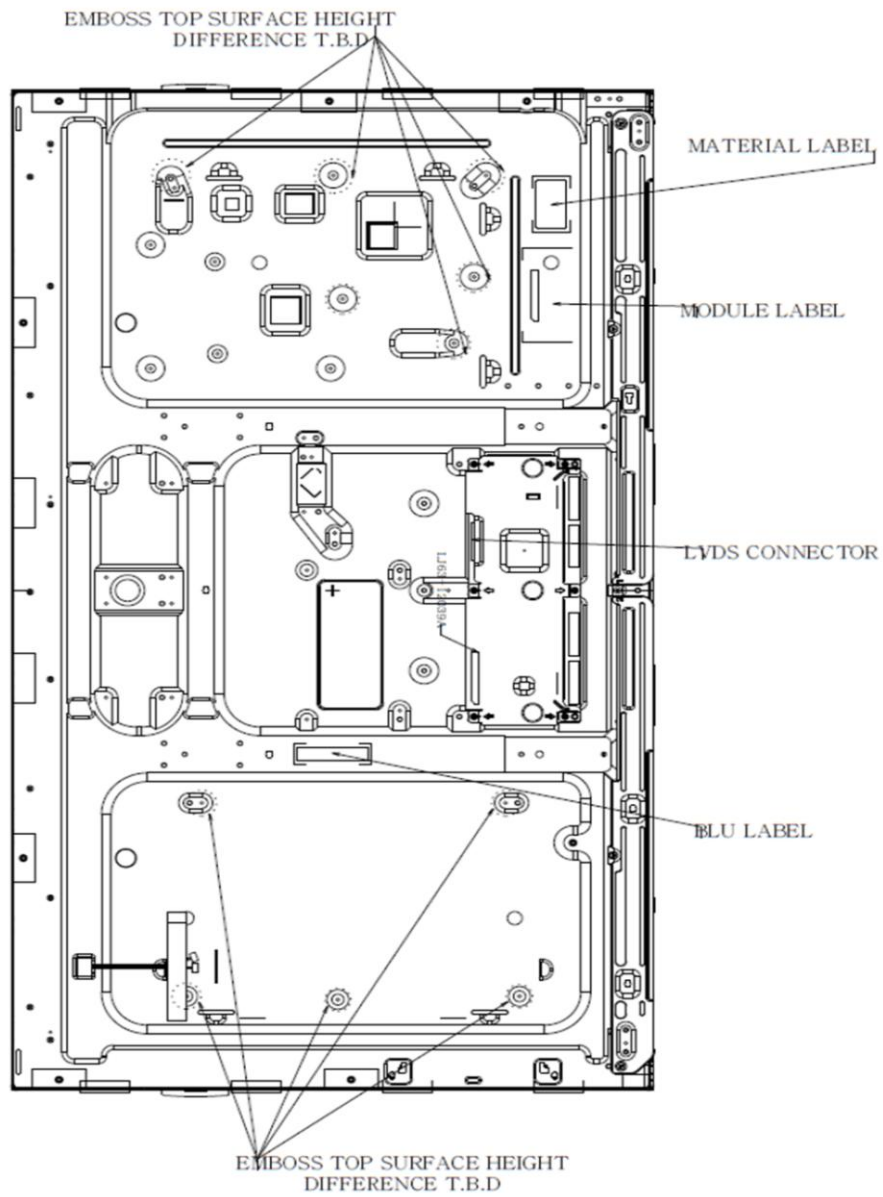 EMBOSS TOP SURFACE HEIGHT
DIFFERENCE T.B.D
MATERIAL LABEL
MODULE LABEL
LVDS CONNECTOR
BLU LABEL
EMBOSS TOP SURFACE HEIGHT
DIFFERENCE T.B.D